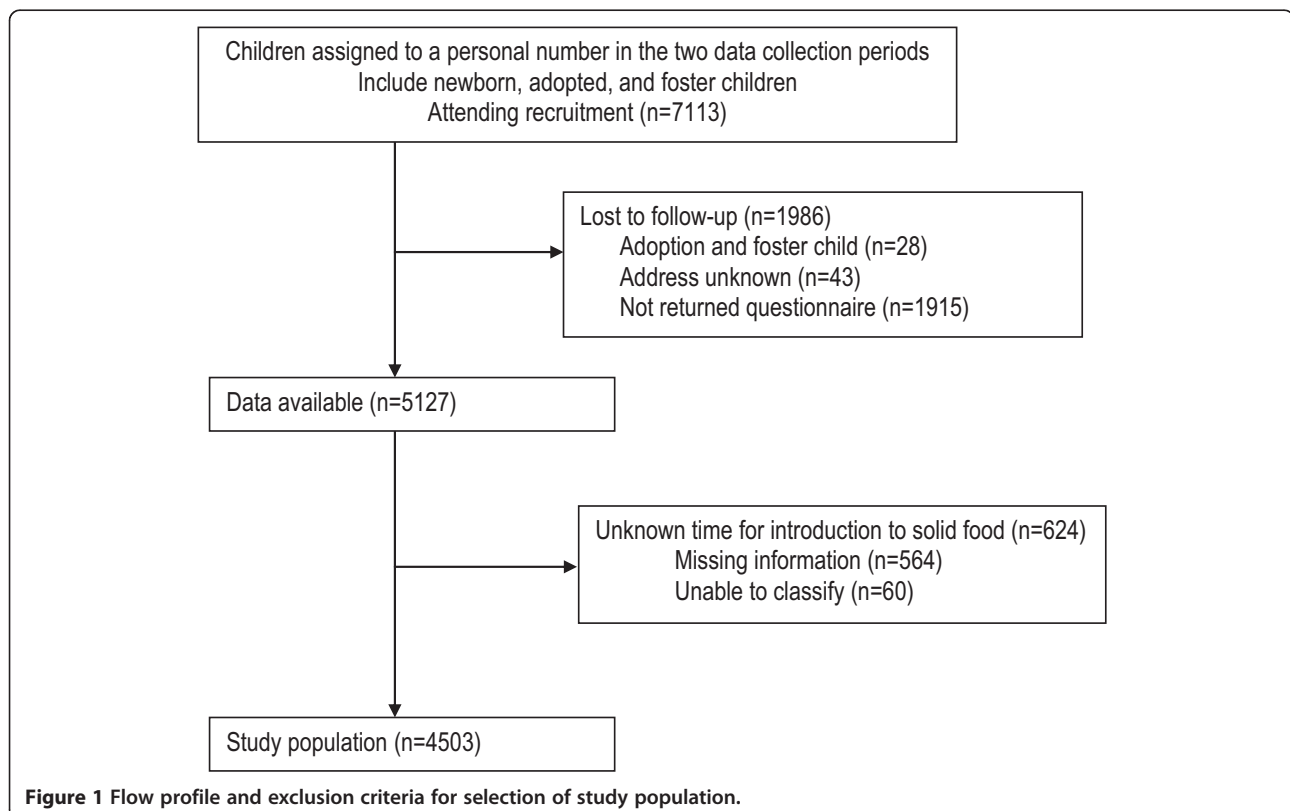 Children assigned to a personal number in the two data collection periods
Include newborn, adopted, and foster children
Attending recruitment (n=7113)
Lost to follow-up (n=1986)
Adoption and foster child (n=28)
Address unknown (n=43)
Not returned questionnaire (n=1915)
Data available (n=5127)
Unknown time for introduction to solid food (n=624)
Missing information (n=564)
Unable to classify (n=60)
Study population (n=4503)
Figure 1 Flow profile and exclusion criteria for selection of study population.